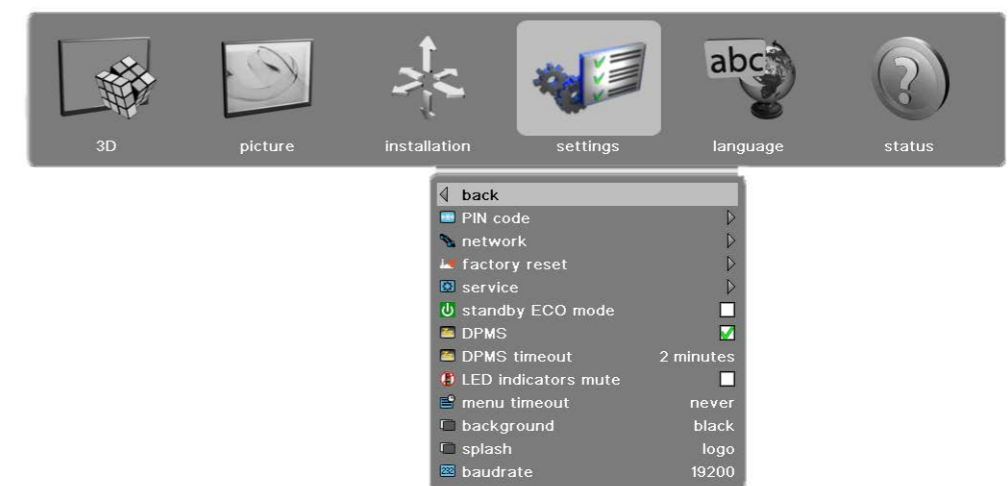 abc
3D picture installation settings language status
back
PIN code
network
factory reset
service
standby ECO mode
DPMS
DPMS timeout 2 minutes
LED indicators mute
menu timeout never
background black
splash logo
baudrate 19200